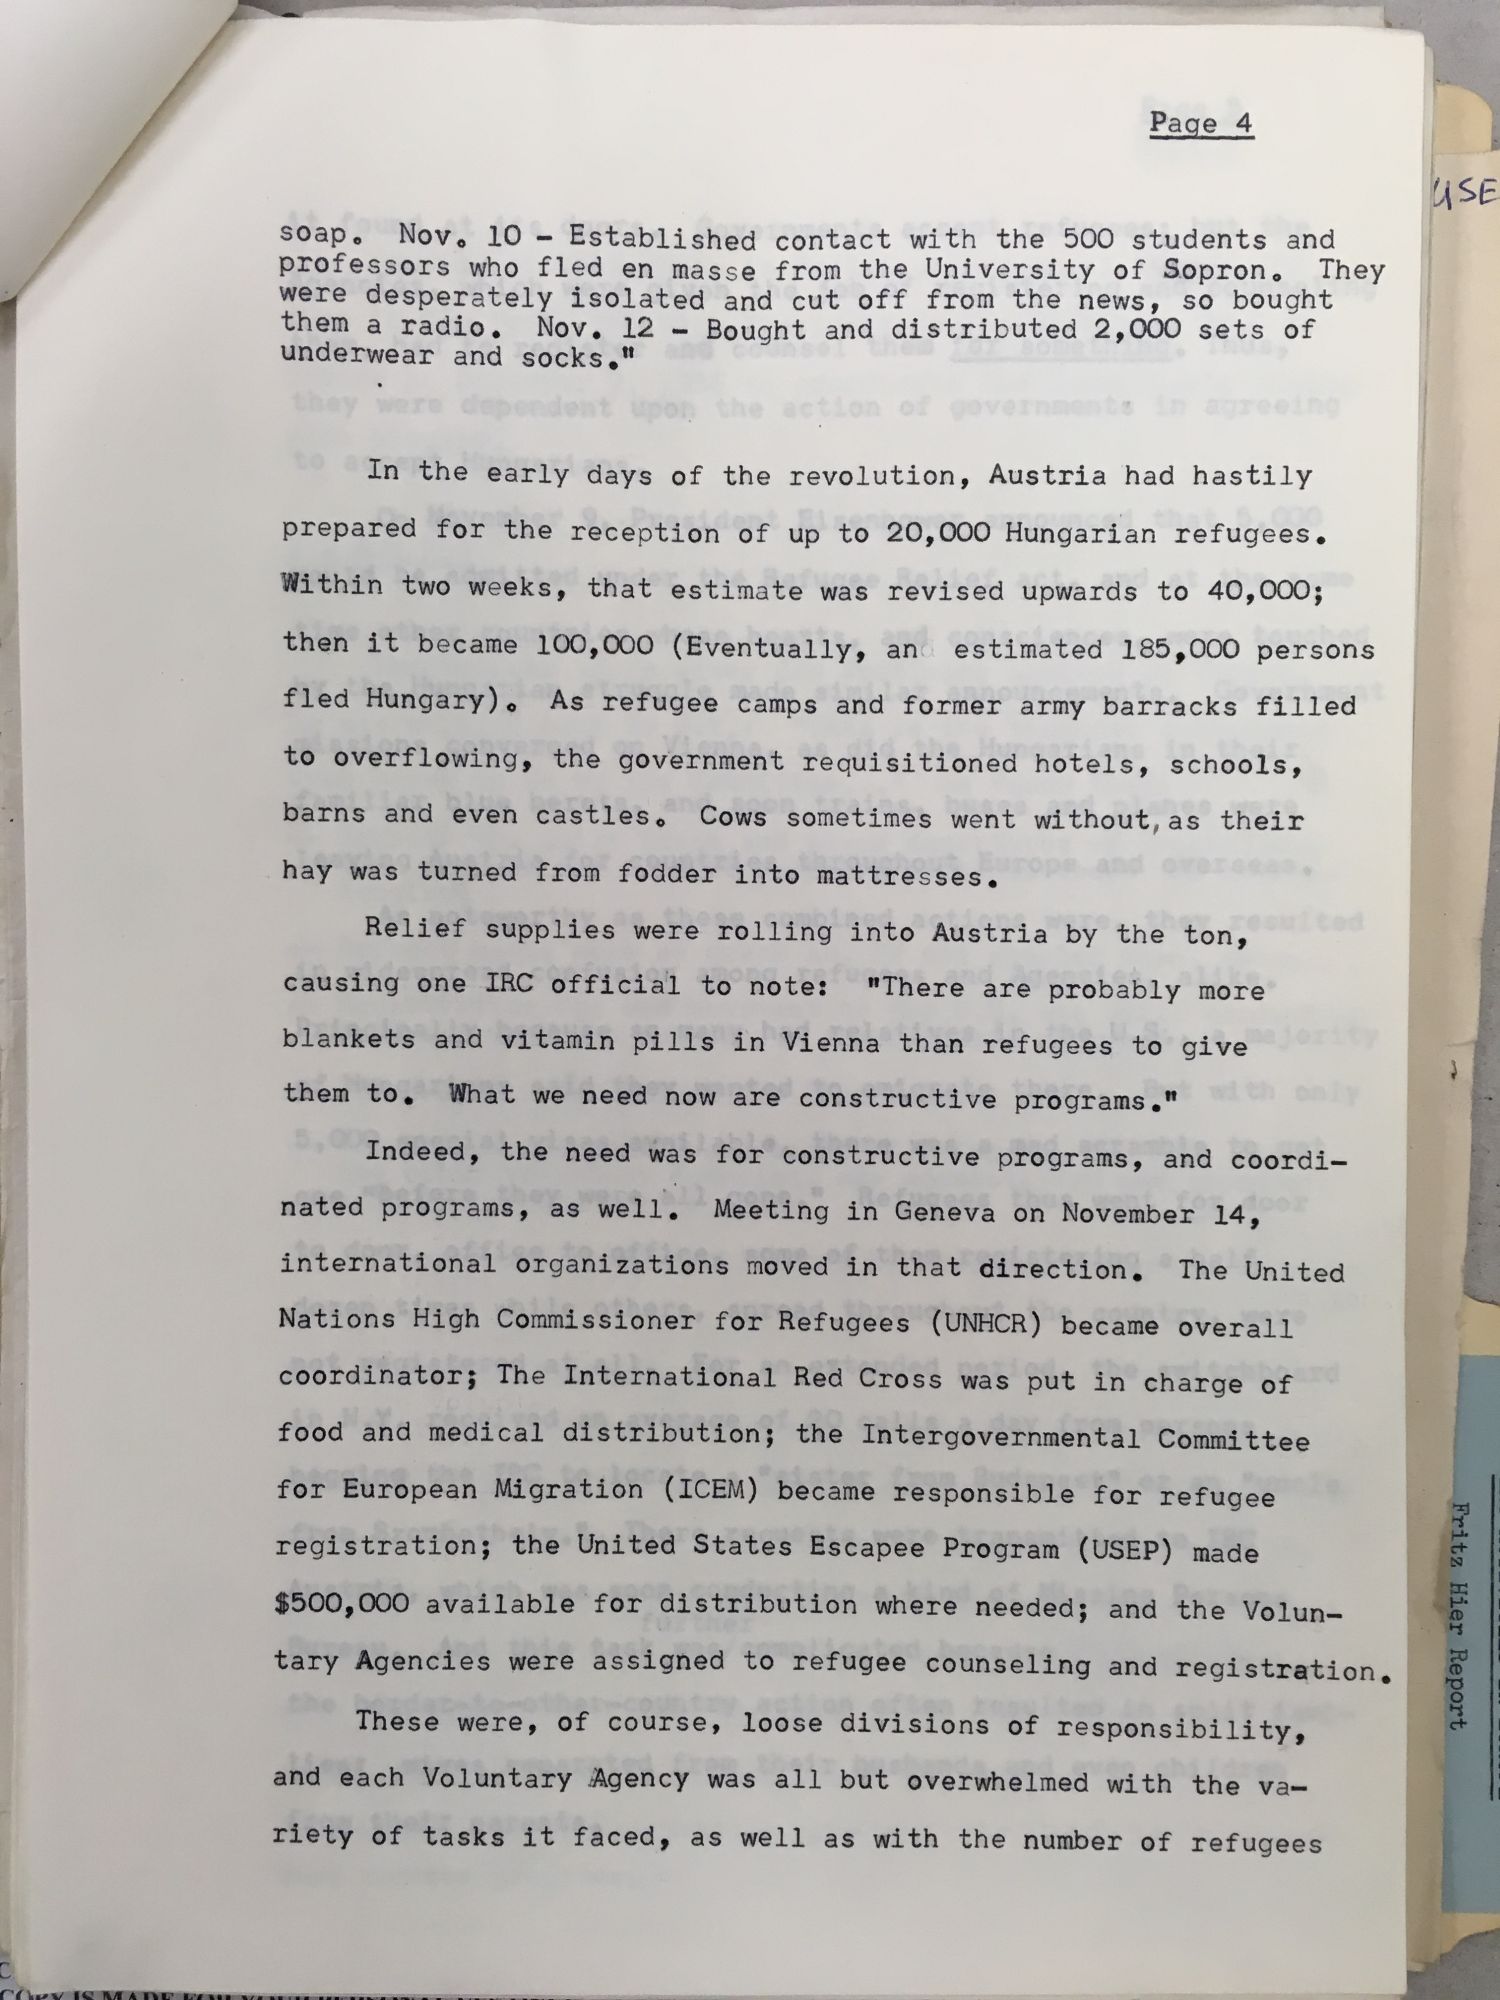 Page 4
USE
soap. Nov. 10 - Established contact with the 500 students and
professors who fled en masse from the University of Sopron. They
were desperately isolated and cut off from the news, so bought
them a radio. Nov. 12 - Bought and distributed 2,000 sets of
underwear and socks."
In the early days of the revolution, Austria had hastily
prepared for the reception of up to 20,000 Hungarian refugees.
Within two weeks, that estimate was revised upwards to 40,000;
then it became 100,000 (Eventually, an estimated 185,000 persons
fled Hungary). As refugee camps and former army barracks filled
to overflowing, the government requisitioned hotels, schools,
barns and even castles. Cows sometimes went without, as their
hay was turned from fodder into mattresses.
Relief supplies were rolling into Austria by the ton,
causing one IRC official to note: "There are probably more
blankets and vitamin pills in Vienna than refugees to give
them to. What we need now are constructive programs."
Indeed, the need was for constructive programs, and coordi-
nated programs, as well. Meeting in Geneva on November 14,
international organizations moved in that direction. The United
Nations High Commissioner for Refugees (UNHCR) became overall
coordinator; The International Red Cross was put in charge of
food and medical distribution; the Intergovernmental Committee
for European Migration (ICEM) became responsible for refugee
registration; the United States Escapee Program (USEP) made
$500,000 available for distribution where needed; and the Volun-
tary Agencies were assigned to refugee counseling and registration.
These were, of course, loose divisions of responsibility,
and each Voluntary Agency was all but overwhelmed with the va-
riety of tasks it faced, as well as with the number of refugees
Fritz Hier Report